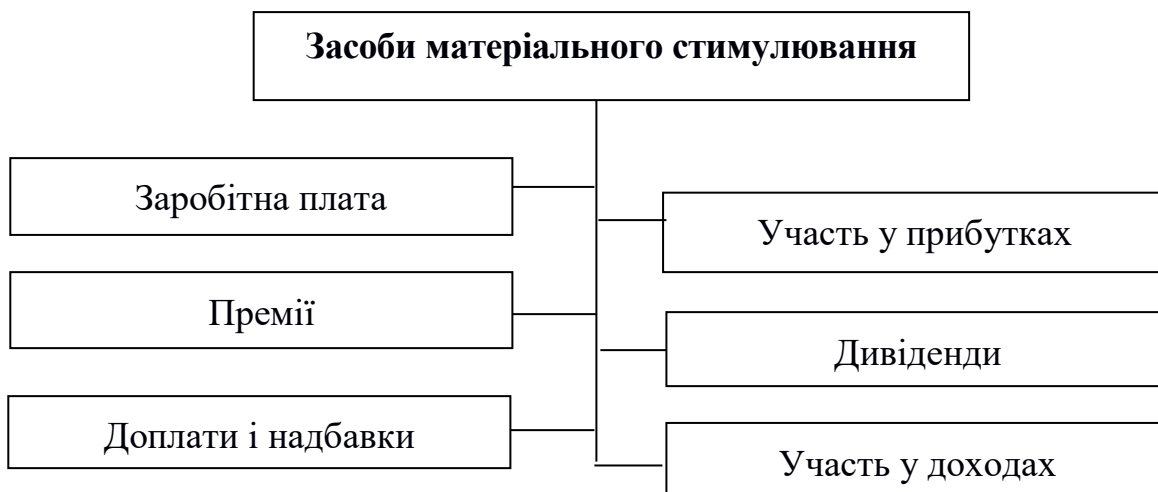 Засоби матеріального стимулювання
Заробітна плата
Участь у прибутках
Премії
Дивіденди
Доплати і надбавки
Участь у доходах